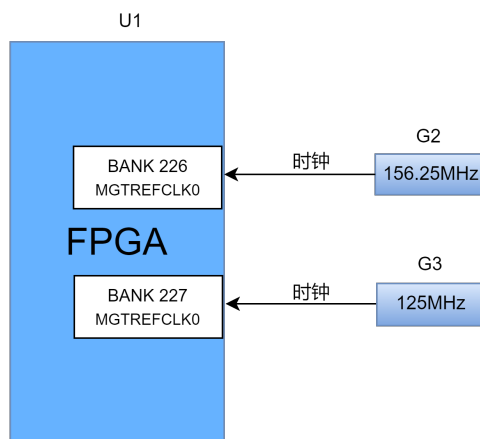 U1
G2
BANK 226
MGTREFCLK0
时钟
156.25MHz
FPGA
G3
BANK 227
MGTREFCLK0
时钟
125MHz